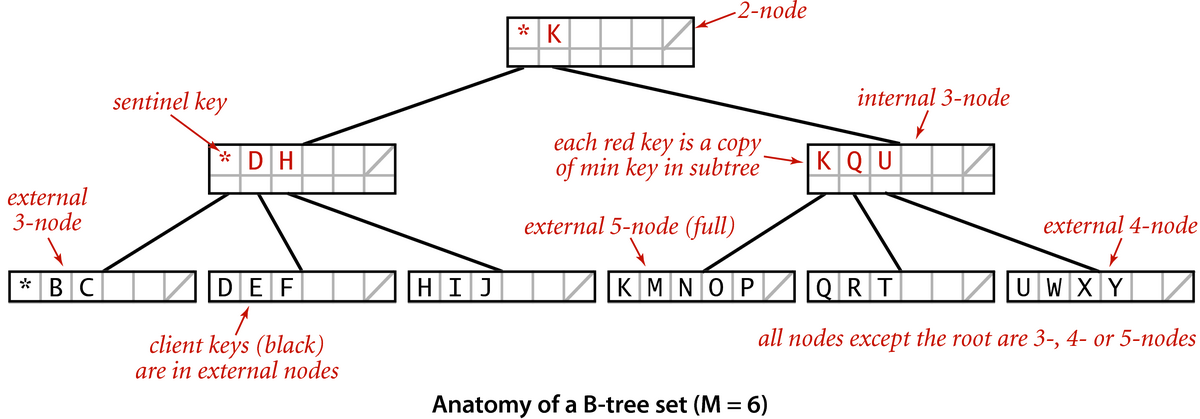 2-node
* K
sentinel key
internal 3-node
each red key is a copy
of min key in subtree
* D H
K Q U
external
3-node
external 5-node (full)
external 4-node
* B C
D E F
H I J
K M N O P
Q R T
U W X Y
client keys (black)
are in external nodes
all nodes except the root are 3-, 4- or 5-nodes
Anatomy of a B-tree set (M = 6)